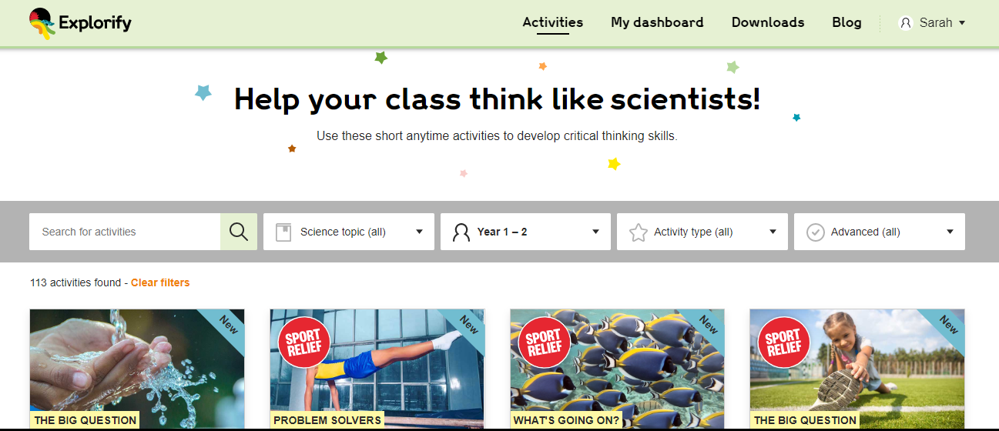 Explorify
Activities
My dashboard
Downloads
Blog
Sarah
Help your class think like scientists!
Use these short anytime activities to develop critical thinking skills.
Search for activities
Science topic (all)
Year 1 – 2
Activity type (all)
Advanced (all)
113 activities found - Clear filters
New
THE BIG QUESTION
SPORT
RELIEF
New
PROBLEM SOLVERS
SPORT
RELIEF
New
WHAT'S GOING ON?
SPORT
RELIEF
New
THE BIG QUESTION